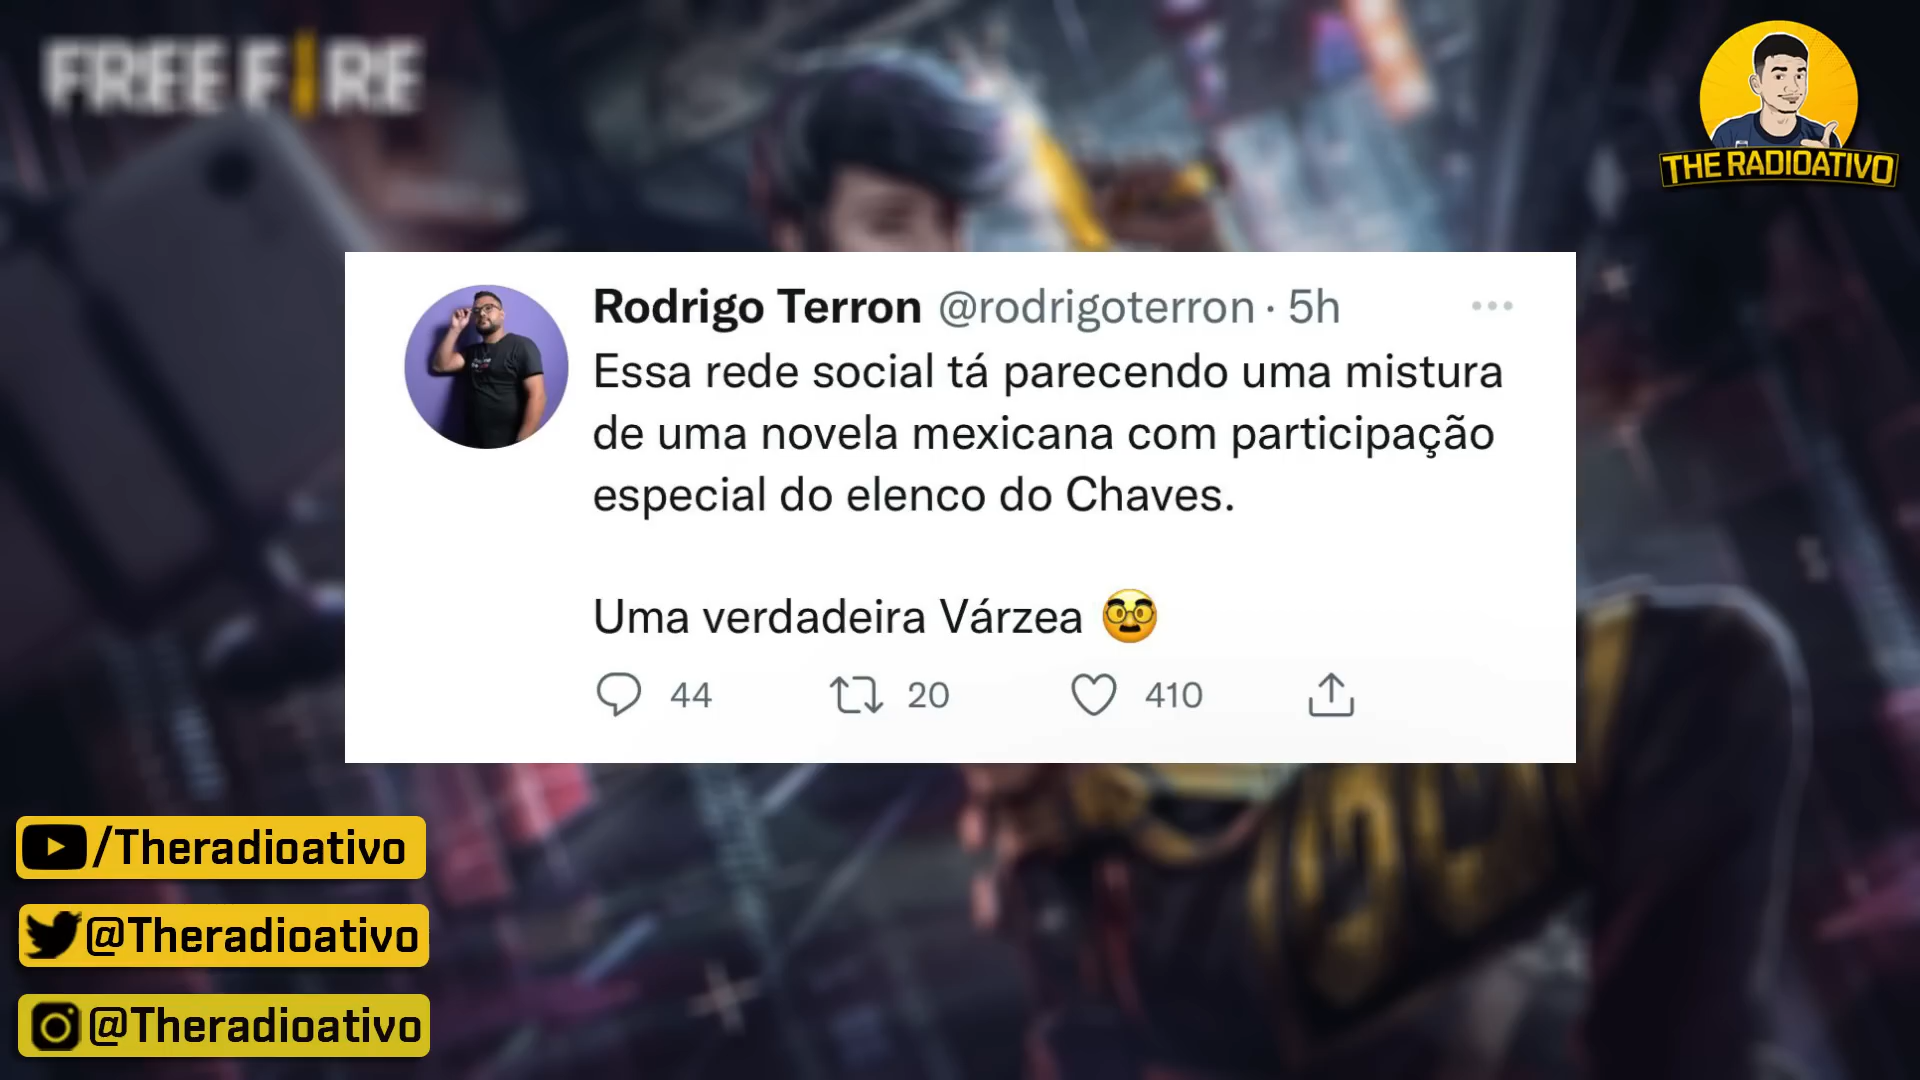 FREE FIRE
THE RADIOATIVO
Rodrigo Terron @rodrigoterron · 5h
Essa rede social tá parecendo uma mistura
de uma novela mexicana com participação
especial do elenco do Chaves.
Uma verdadeira Várzea 🥸
44 20 410
/Theradioativo
@Theradioativo
@Theradioativo